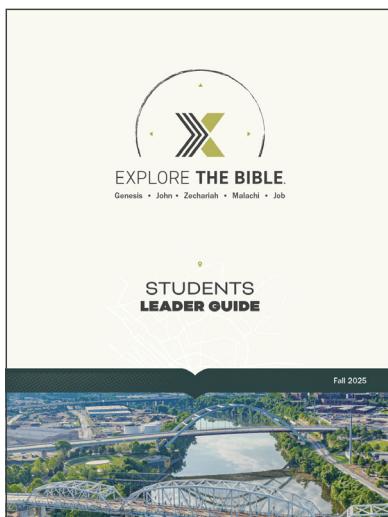 EXPLORE THE BIBLE.
Genesis • John • Zechariah • Malachi • Job
STUDENTS
LEADER GUIDE
Fall 2025